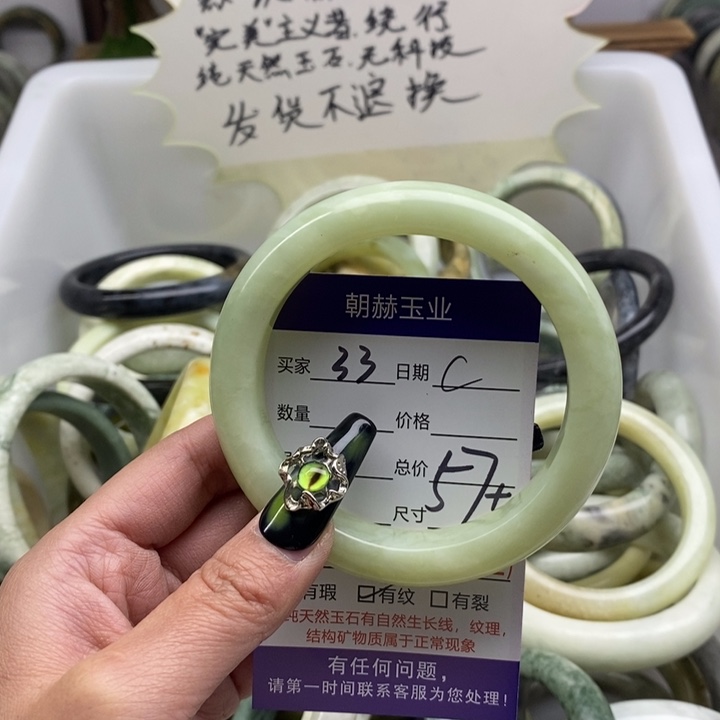 "完美"主义者.绕行
纯天然玉石.无科技
发货不退换
朝赫玉业
买家 33 日期 C
数量 价格
总价
尺寸 57+
有瑕 ☑有纹 □有裂
纯天然玉石有自然生长线，纹理，
结构矿物质属于正常现象
有任何问题，
请第一时间联系客服为您处理！